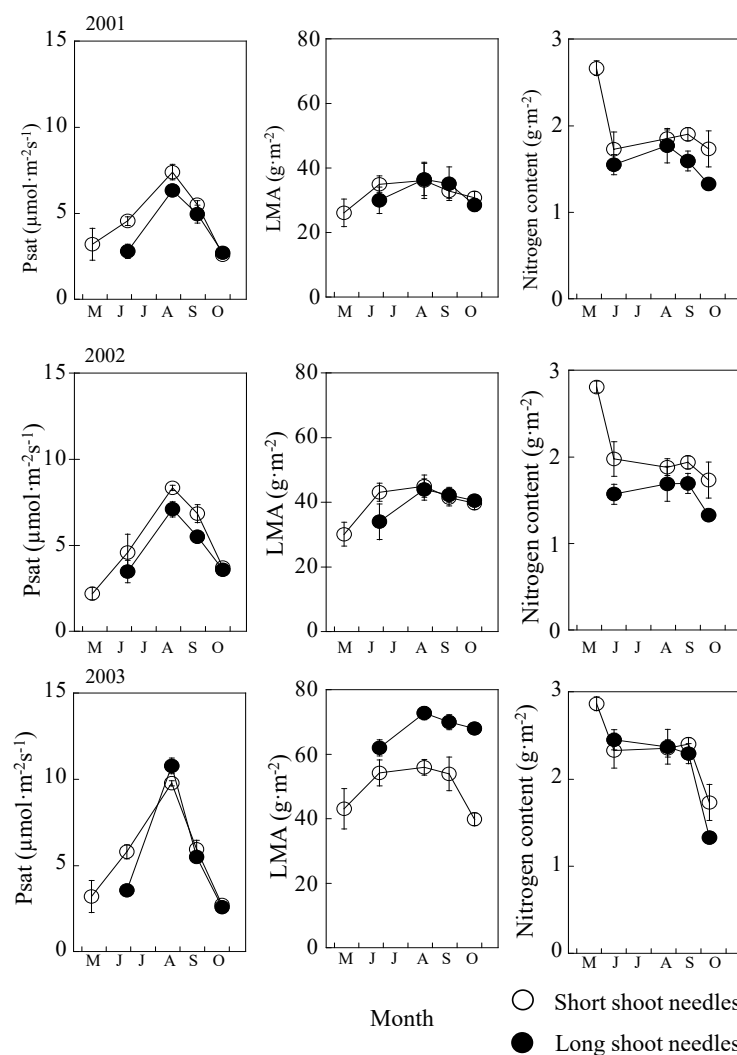 2001
15
10
5
0
Psat (μmol·m⁻²s⁻¹)
M J J A S O
80
60
40
20
0
LMA (g·m⁻²)
M J J A S O
3
2
1
0
Nitrogen content (g·m⁻²)
M J J A S O
2002
15
10
5
0
Psat (μmol·m⁻²s⁻¹)
M J J A S O
80
60
40
20
0
LMA (g·m⁻²)
M J J A S O
3
2
1
0
Nitrogen content (g·m⁻²)
M J J A S O
2003
15
10
5
0
Psat (μmol·m⁻²s⁻¹)
M J J A S O
80
60
40
20
0
LMA (g·m⁻²)
M J J A S O
3
2
1
0
Nitrogen content (g·m⁻²)
M J J A S O
Month
Short shoot needles
Long shoot needles